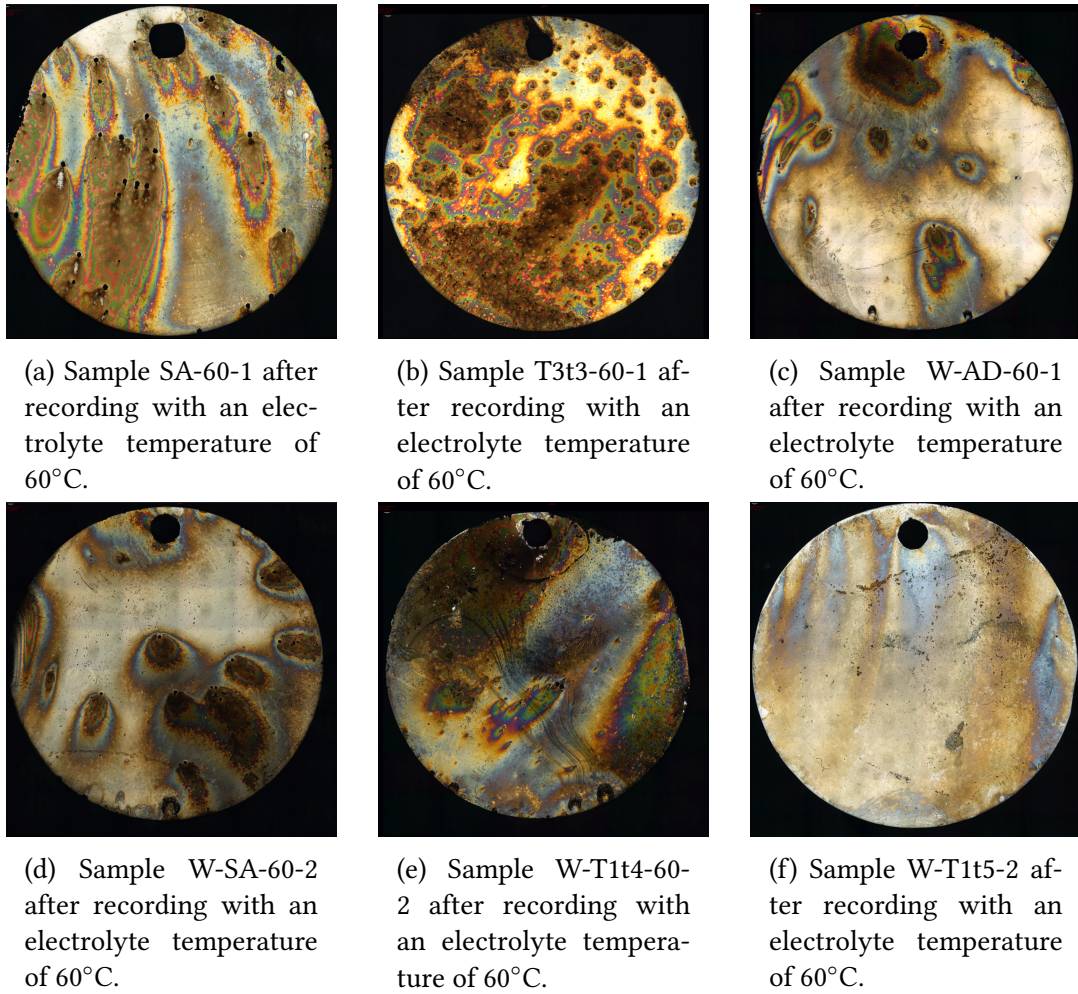 (a) Sample SA-60-1 after
recording with an elec-
trolyte temperature of
60°C.
(b) Sample T3t3-60-1 af-
ter recording with an
electrolyte temperature
of 60°C.
(c) Sample W-AD-60-1
after recording with an
electrolyte temperature
of 60°C.
(d) Sample W-SA-60-2
after recording with an
electrolyte temperature
of 60°C.
(e) Sample W-T1t4-60-
2 after recording with
an electrolyte tempera-
ture of 60°C.
(f) Sample W-T1t5-2 af-
ter recording with an
electrolyte temperature
of 60°C.